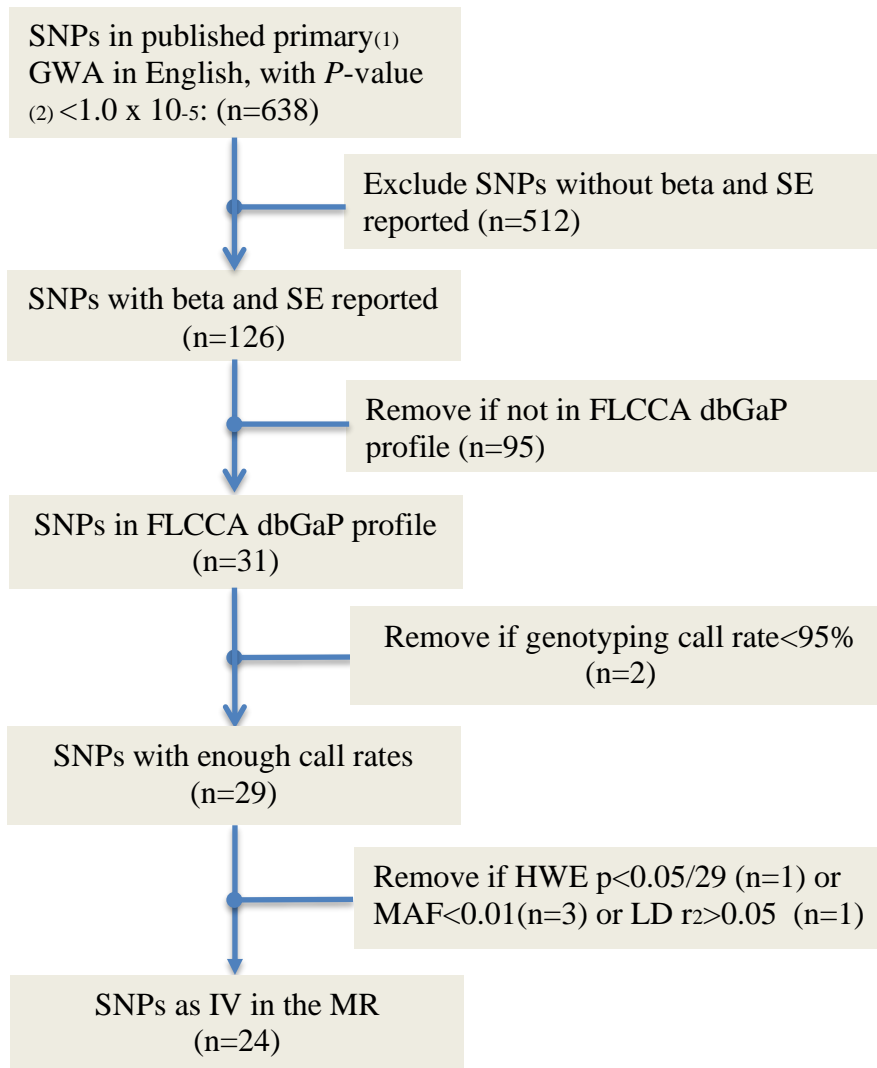 SNPs in published primary(1)
GWA in English, with P-value
(2) <1.0 x 10-5: (n=638)
Exclude SNPs without beta and SE
reported (n=512)
SNPs with beta and SE reported
(n=126)
Remove if not in FLCCA dbGaP
profile (n=95)
SNPs in FLCCA dbGaP profile
(n=31)
Remove if genotyping call rate<95%
(n=2)
SNPs with enough call rates
(n=29)
Remove if HWE p<0.05/29 (n=1) or
MAF<0.01(n=3) or LD r2>0.05 (n=1)
SNPs as IV in the MR
(n=24)